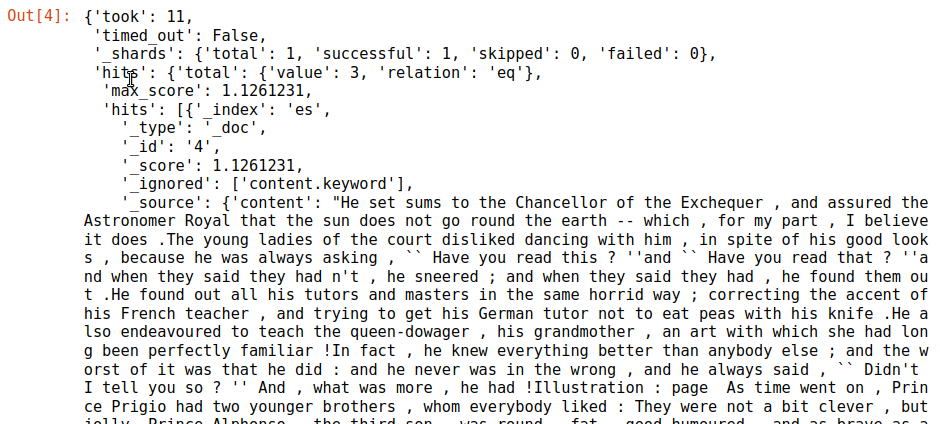 Out[4]: {'took': 11,
'timed_out': False,
'_shards': {'total': 1, 'successful': 1, 'skipped': 0, 'failed': 0},
'hits': {'total': {'value': 3, 'relation': 'eq'},
'max_score': 1.1261231,
'hits': [{'_index': 'es',
'_type': '_doc',
'_id': '4',
'_score': 1.1261231,
'_ignored': ['content.keyword'],
'_source': {'content': "He set sums to the Chancellor of the Exchequer , and assured the
Astronomer Royal that the sun does not go round the earth -- which , for my part , I believe
it does .The young ladies of the court disliked dancing with him , in spite of his good look
s , because he was always asking , `` Have you read this ? ''and `` Have you read that ? ''a
nd when they said they had n't , he sneered ; and when they said they had , he found them ou
t .He found out all his tutors and masters in the same horrid way ; correcting the accent of
his French teacher , and trying to get his German tutor not to eat peas with his knife .He a
lso endeavoured to teach the queen-dowager , his grandmother , an art with which she had lon
g been perfectly familiar !In fact , he knew everything better than anybody else ; and the w
orst of it was that he did : and he never was in the wrong , and he always said , `` Didn't
I tell you so ? '' And , what was more , he had !Illustration : page  As time went on , Prin
ce Prigio had two younger brothers , whom everybody liked : They were not a bit clever , but
jolly . Prince Alphonso , the third son , was round , fat , good-humoured , and as brave as a